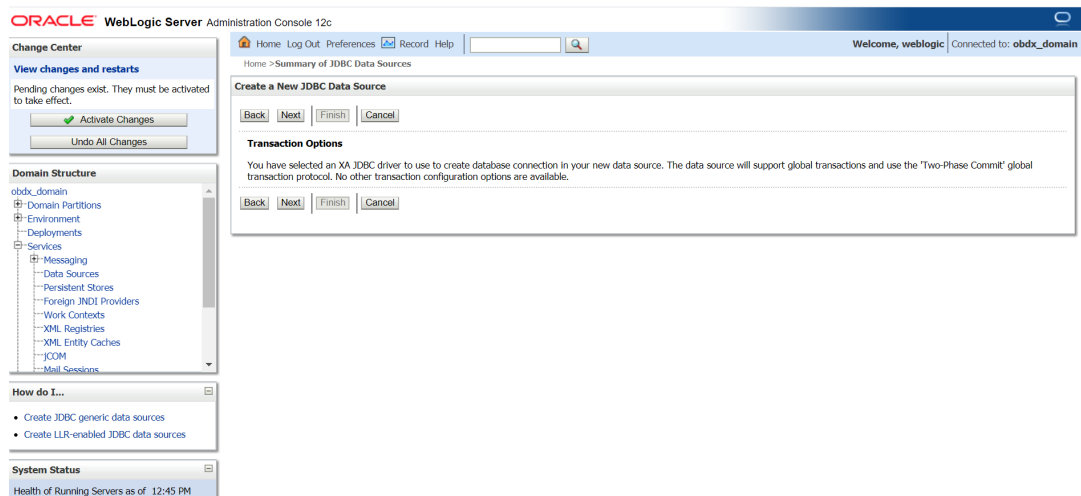 ORACLE WebLogic Server Administration Console 12c
Change Center
View changes and restarts
Pending changes exist. They must be activated
to take effect.
Activate Changes
Undo All Changes
Domain Structure
obdx_domain
Domain Partitions
Environment
Deployments
Services
Messaging
Data Sources
Persistent Stores
Foreign JNDI Providers
Work Contexts
XML Registries
XML Entity Caches
jCOM
Mail Sessions
How do I...
Create JDBC generic data sources
Create LLR-enabled JDBC data sources
System Status
Health of Running Servers as of 12:45 PM
Home Log Out Preferences Record Help
Welcome, weblogic Connected to: obdx_domain
Home >Summary of JDBC Data Sources
Create a New JDBC Data Source
Back Next Finish Cancel
Transaction Options
You have selected an XA JDBC driver to use to create database connection in your new data source. The data source will support global transactions and use the 'Two-Phase Commit' global
transaction protocol. No other transaction configuration options are available.
Back Next Finish Cancel